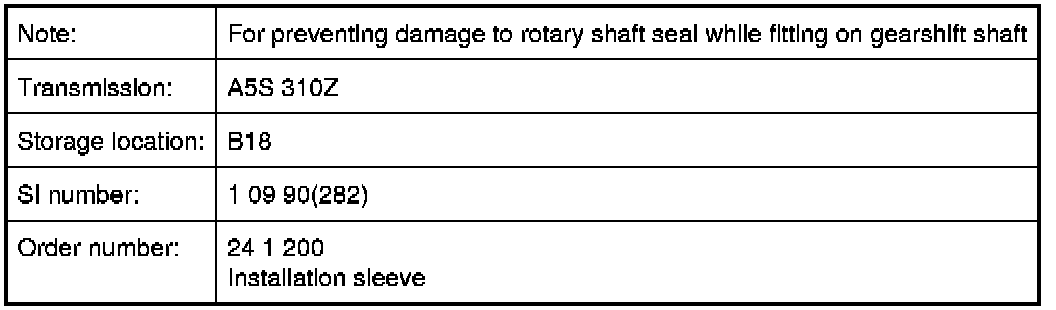 Note: For preventing damage to rotary shaft seal while fitting on gearshift shaft
Transmission: A5S 310Z
Storage location: B18
SI number: 1 09 90(282)
Order number: 24 1 200
Installation sleeve